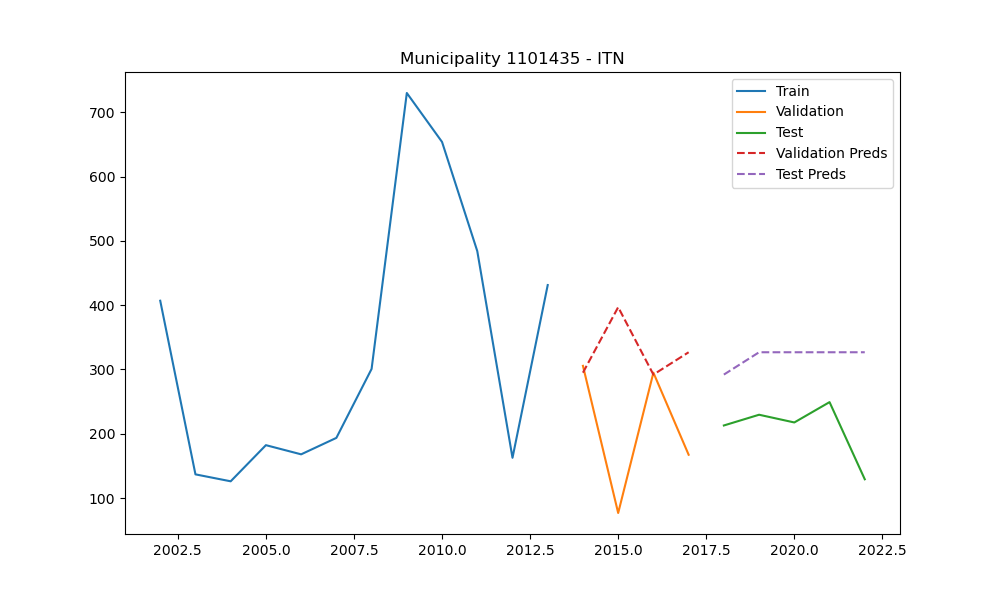 Municipality 1101435 - ITN
Train
Validation
Test
Validation Preds
Test Preds
700
600
500
400
300
200
100
2002.5 2005.0 2007.5 2010.0 2012.5 2015.0 2017.5 2020.0 2022.5